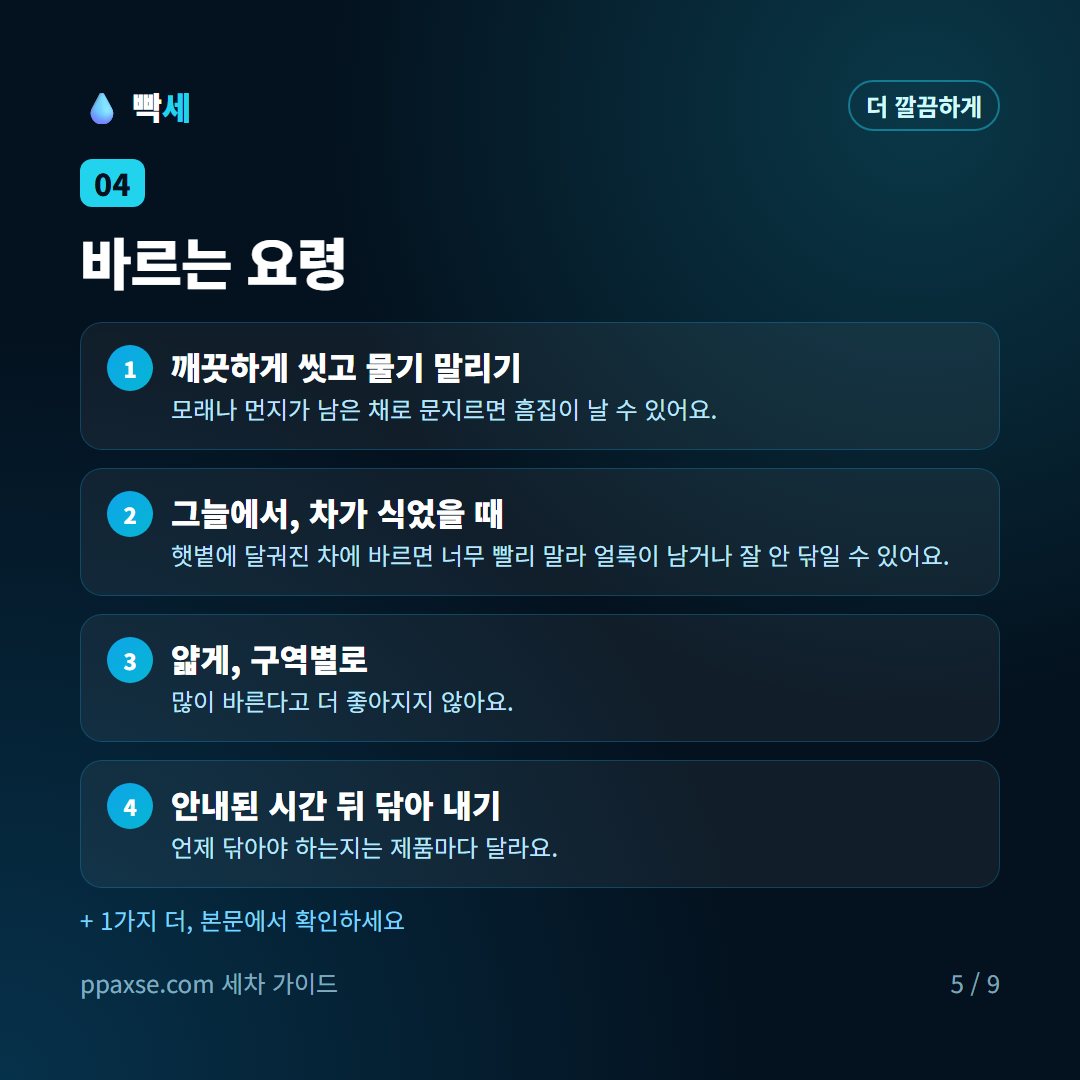 빡세
더 깔끔하게
04
바르는 요령
1 깨끗하게 씻고 물기 말리기
모래나 먼지가 남은 채로 문지르면 흠집이 날 수 있어요.
2 그늘에서, 차가 식었을 때
햇볕에 달궈진 차에 바르면 너무 빨리 말라 얼룩이 남거나 잘 안 닦일 수 있어요.
3 얇게, 구역별로
많이 바른다고 더 좋아지지 않아요.
4 안내된 시간 뒤 닦아 내기
언제 닦아야 하는지는 제품마다 달라요.
+ 1가지 더, 본문에서 확인하세요
ppaxse.com 세차 가이드
5 / 9